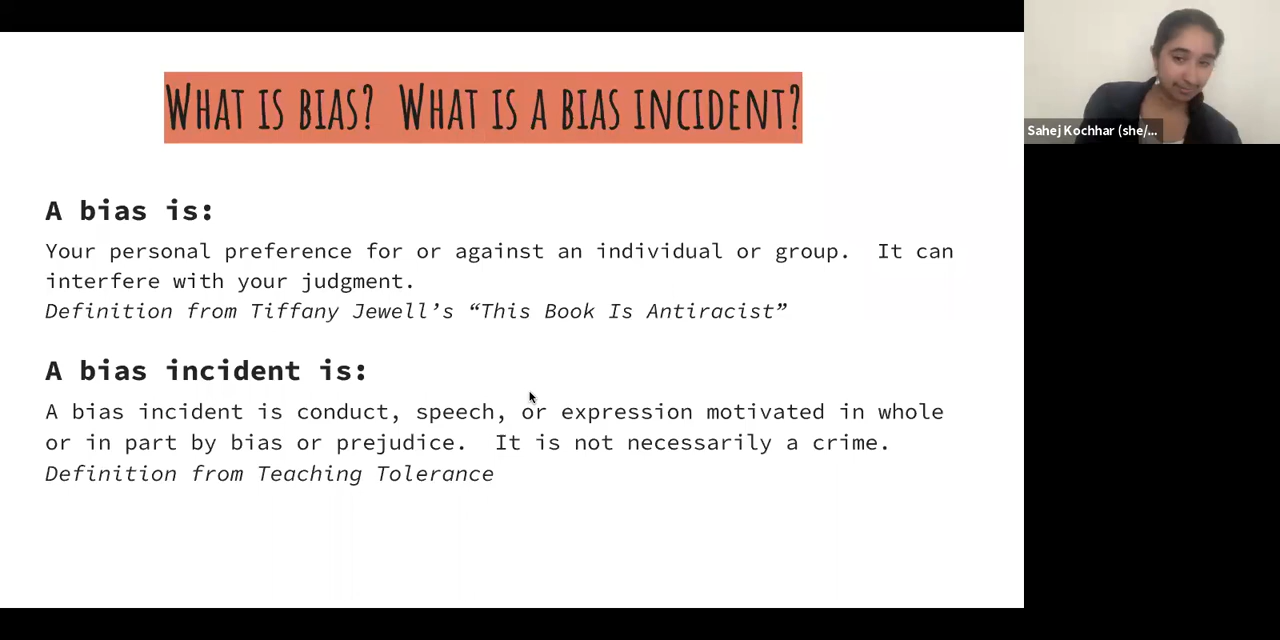 WHAT IS BIAS?  WHAT IS A BIAS INCIDENT?
A bias is:
Your personal preference for or against an individual or group.  It can
interfere with your judgment.
Definition from Tiffany Jewell’s “This Book Is Antiracist”
A bias incident is:
A bias incident is conduct, speech, or expression motivated in whole
or in part by bias or prejudice.  It is not necessarily a crime.
Definition from Teaching Tolerance
Sahej Kochhar (she/...